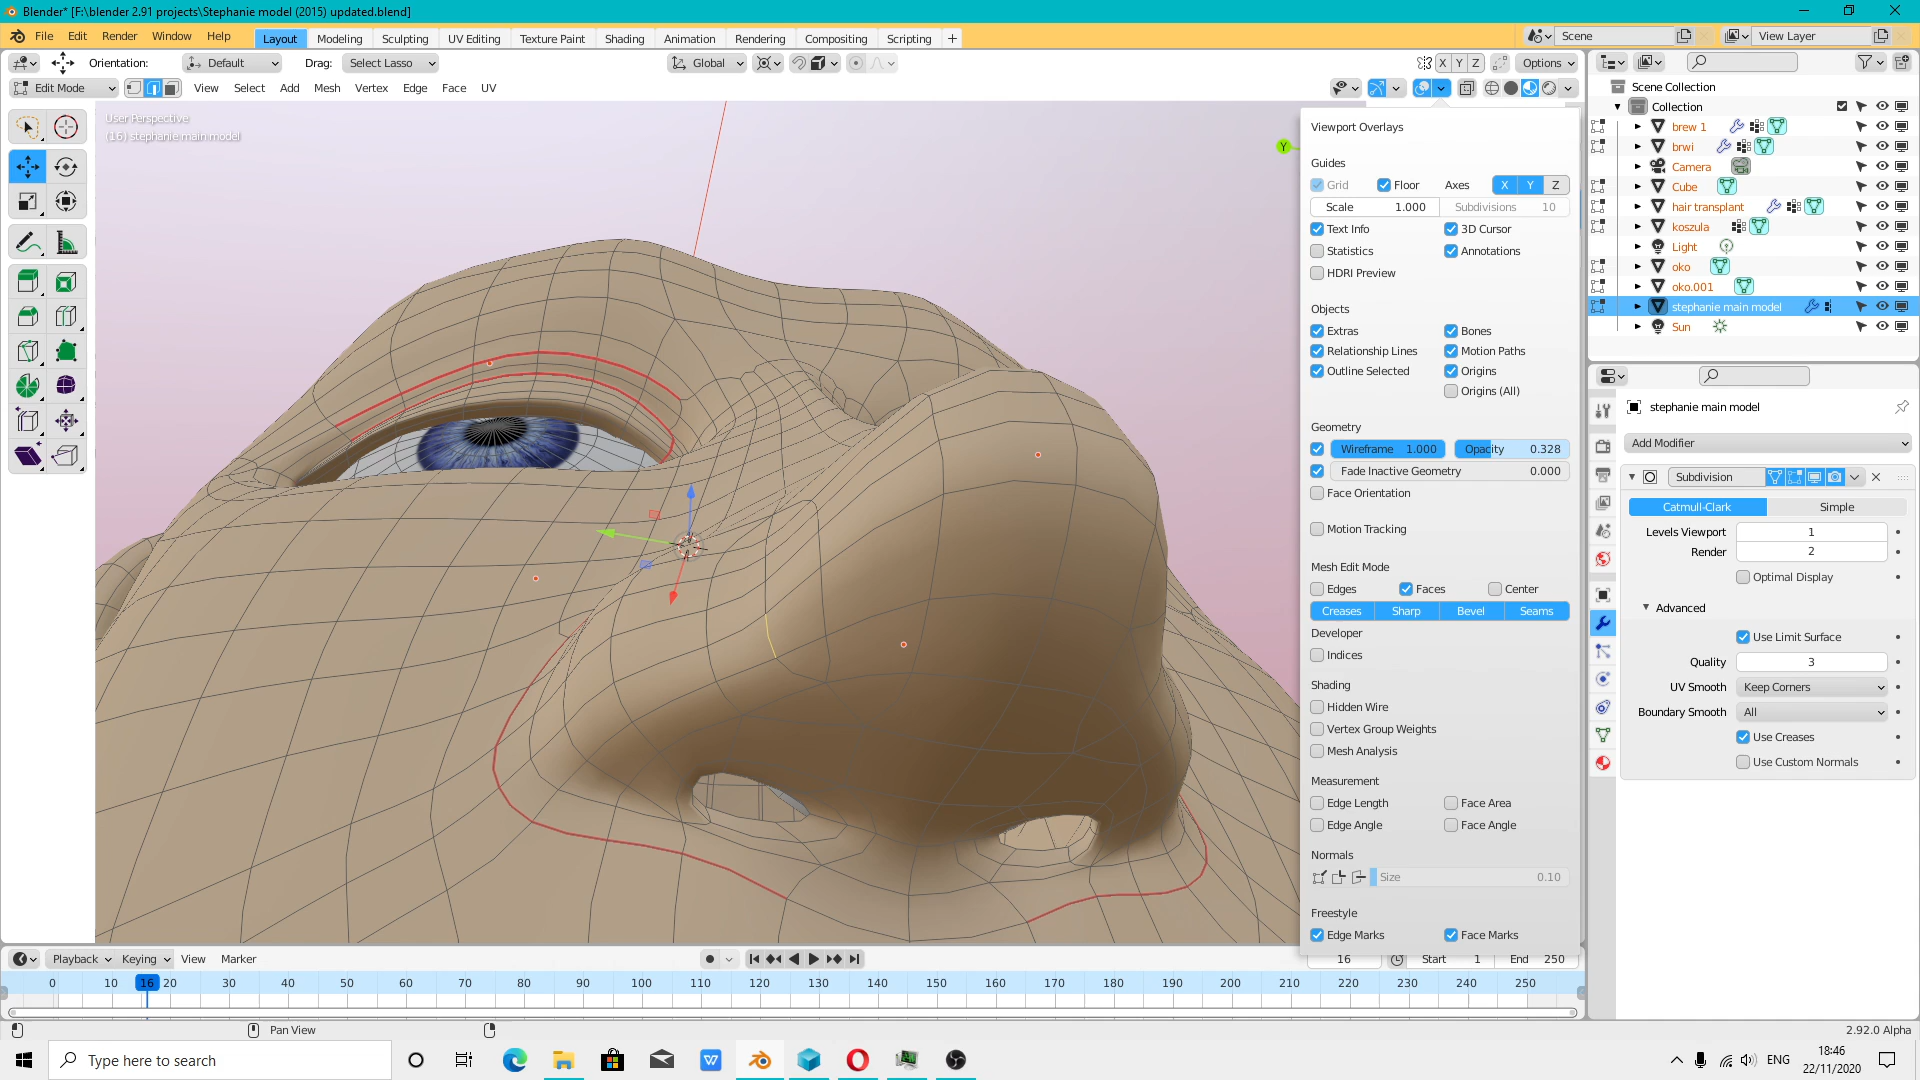 Blender* [F:\blender 2.91 projects\Stephanie model (2015) updated.blend]
File Edit Render Window Help Layout Modeling Sculpting UV Editing Texture Paint Shading Animation Rendering Compositing Scripting + Scene View Layer
Orientation: Default Drag: Select Lasso Global X Y Z Options
Edit Mode View Select Add Mesh Vertex Edge Face UV
User Perspective
(16) stephanie main model
Y
Viewport Overlays
Guides
Grid Floor Axes X Y Z
Scale 1.000 Subdivisions 10
Text Info 3D Cursor
Statistics Annotations
HDRI Preview
Objects
Extras Bones
Relationship Lines Motion Paths
Outline Selected Origins
Origins (All)
Geometry
Wireframe 1.000 Opacity 0.328
Fade Inactive Geometry 0.000
Face Orientation
Motion Tracking
Mesh Edit Mode
Edges Faces Center
Creases Sharp Bevel Seams
Developer
Indices
Shading
Hidden Wire
Vertex Group Weights
Mesh Analysis
Measurement
Edge Length Face Area
Edge Angle Face Angle
Normals
Size 0.10
Freestyle
Edge Marks Face Marks
Scene Collection
Collection
brew 1
brwi
Camera
Cube
hair transplant
koszula
Light
oko
oko.001
stephanie main model
Sun
stephanie main model
Add Modifier
Subdivision
Catmull-Clark Simple
Levels Viewport 1
Render 2
Optimal Display
Advanced
Use Limit Surface
Quality 3
UV Smooth Keep Corners
Boundary Smooth All
Use Creases
Use Custom Normals
Playback Keying View Marker 16 Start 1 End 250
0 10 16 20 30 40 50 60 70 80 90 100 110 120 130 140 150 160 170 180 190 200 210 220 230 240 250
Pan View 2.92.0 Alpha
Type here to search
ENG
18:46
22/11/2020